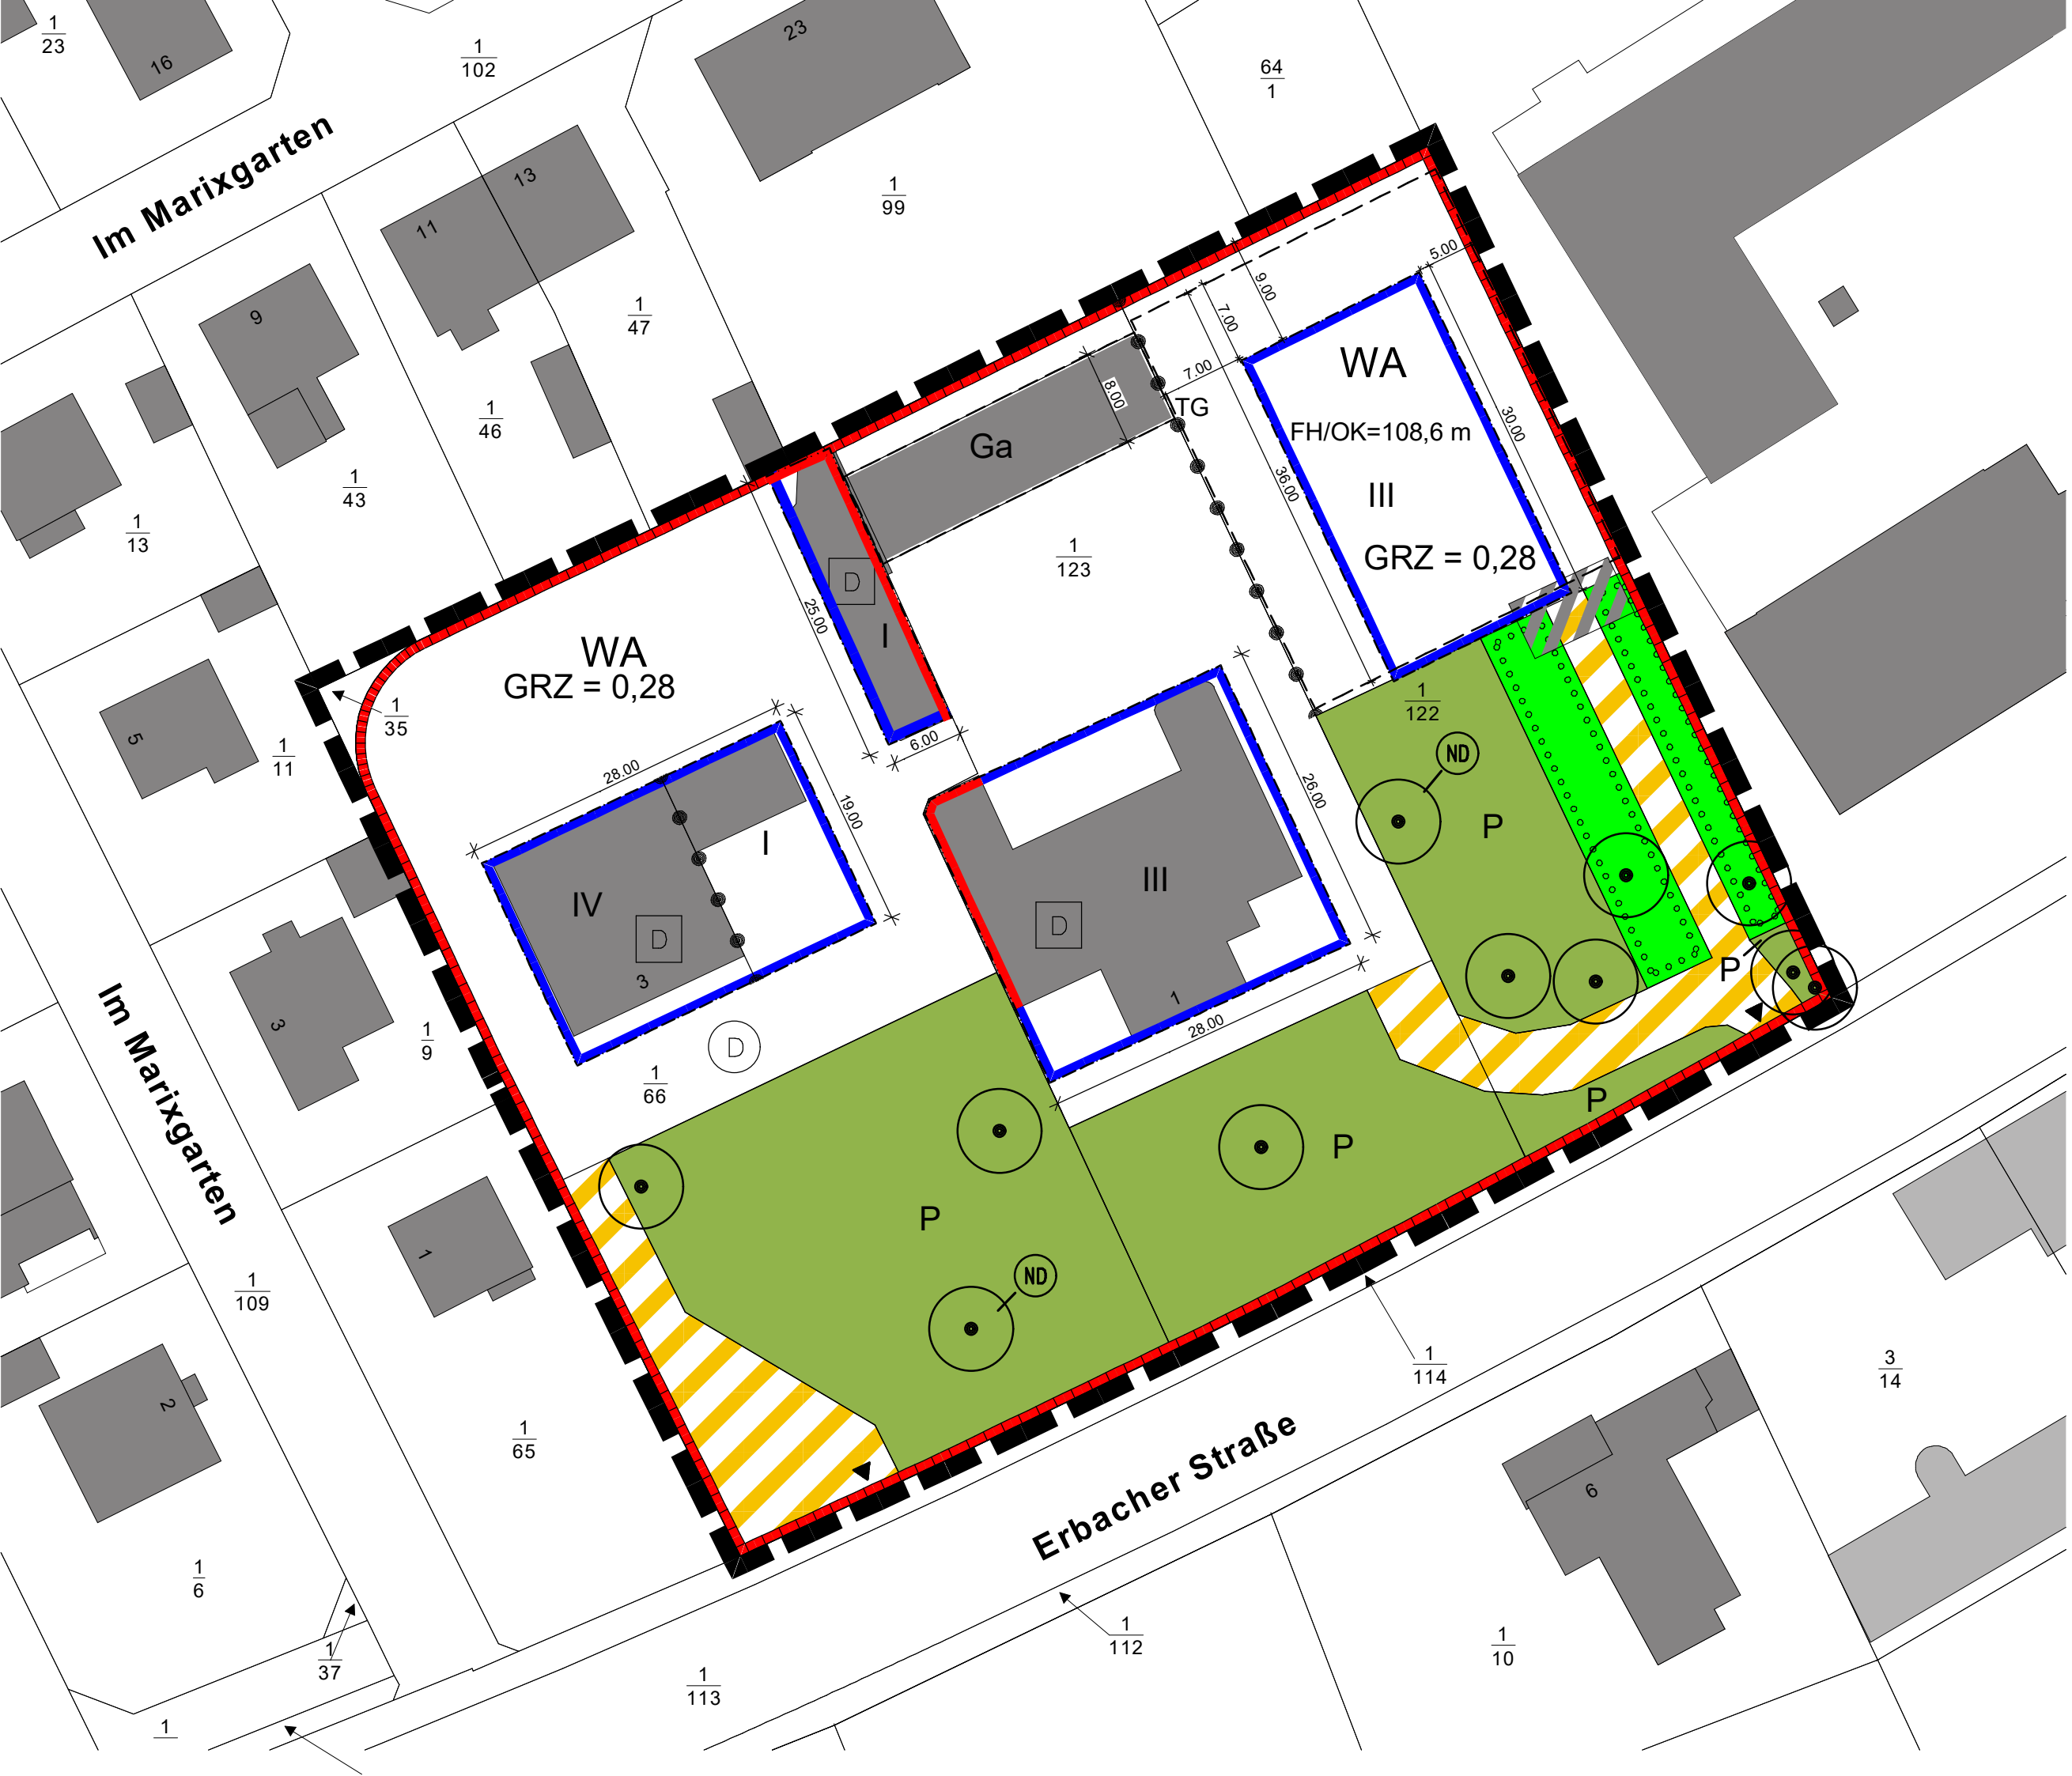 1
23
16
1
102
23
64
1
Im Marixgarten
13
11
1
99
9
1
47
5.00
9.00
7.00
WA
7.00
8.00
TG
FH/OK=108,6 m
30.00
Ga
1
46
36.00
III
1
43
1
13
1
123
GRZ = 0,28
D
25.00
I
WA
GRZ = 0,28
1
35
1
122
5
1
11
6.00
ND
28.00
19.00
26.00
P
I
IV
III
D
D
3
P
1
Im Marixgarten
3
1
9
28.00
D
1
66
P
P
P
1
ND
1
109
1
114
3
14
2
1
65
Erbacher Straße
6
1
6
1
37
1
112
1
10
1
113
1